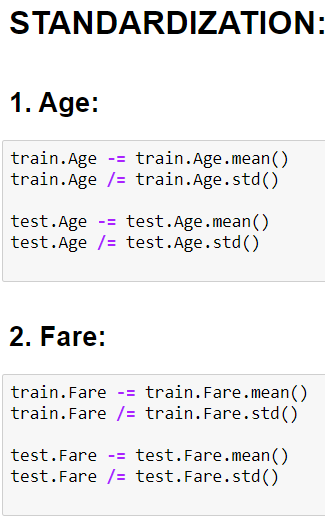 STANDARDIZATION:
1. Age:
train.Age -= train.Age.mean()
train.Age /= train.Age.std()
test.Age -= test.Age.mean()
test.Age /= test.Age.std()
2. Fare:
train.Fare -= train.Fare.mean()
train.Fare /= train.Fare.std()
test.Fare -= test.Fare.mean()
test.Fare /= test.Fare.std()